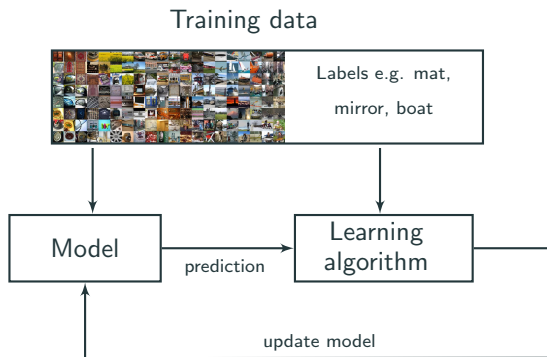 Training data
Labels e.g. mat,
mirror, boat
Model
prediction
Learning
algorithm
update model